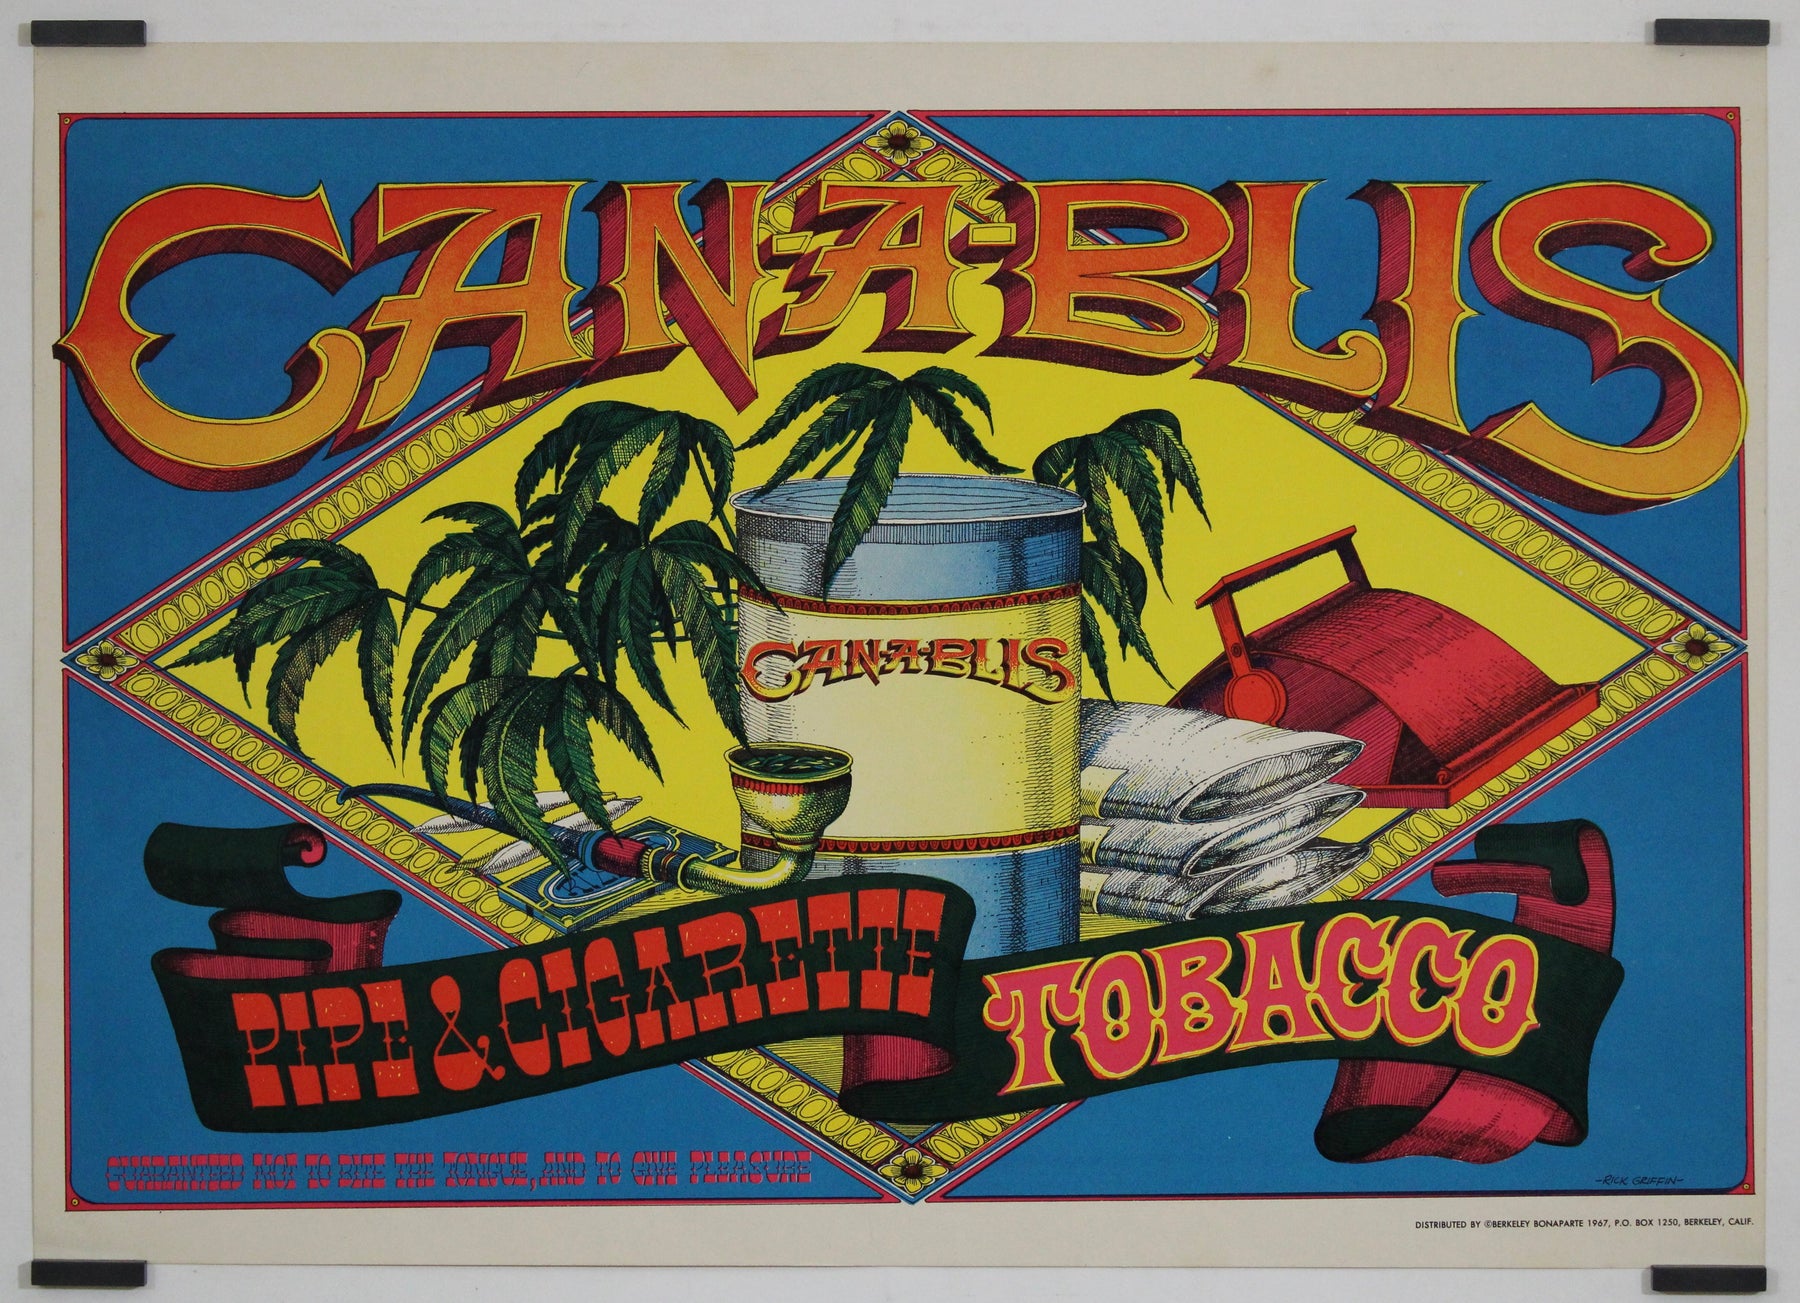 CAN-A-BLIS
CAN-A-BLIS
PIPE & CIGARETTE TOBACCO
GUARANTEED NOT TO BITE THE TONGUE, AND TO GIVE PLEASURE
-RICK GRIFFIN-
DISTRIBUTED BY ©BERKELEY BONAPARTE 1967, P.O. BOX 1250, BERKELEY, CALIF.